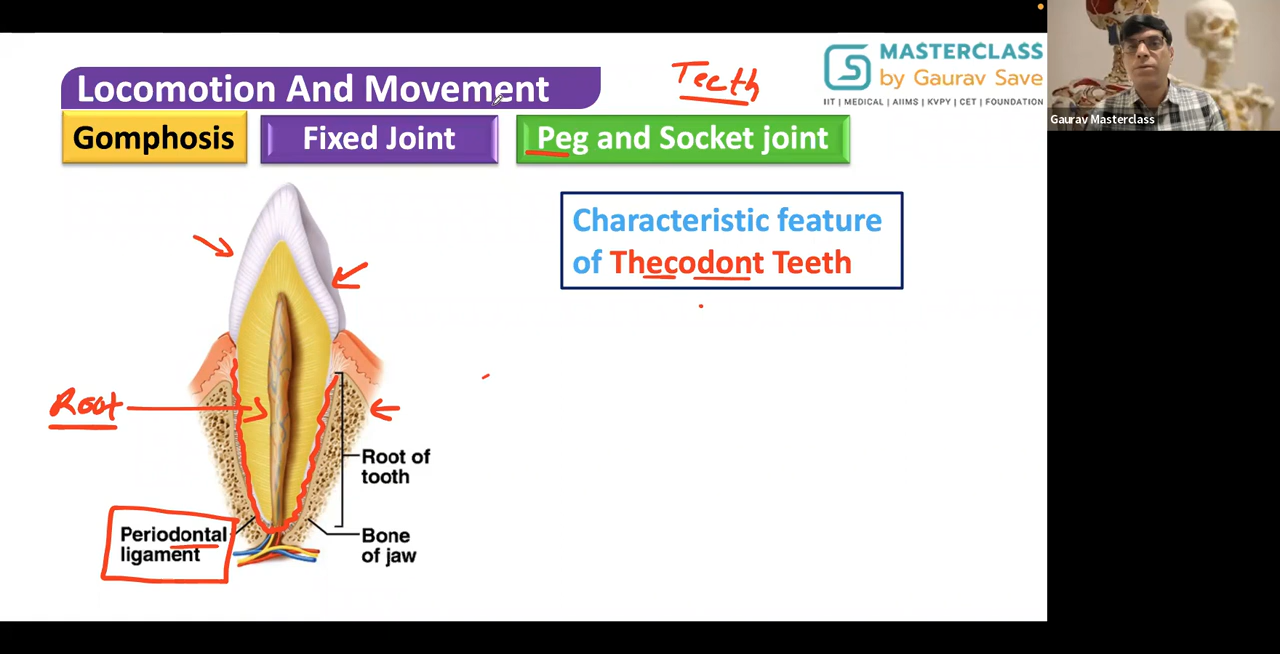 Locomotion And Movement
Teeth
MASTERCLASS
by Gaurav Save
IIT | MEDICAL | AIIMS | KVPY | CET | FOUNDATION
Gaurav Masterclass
Gomphosis
Fixed Joint
Peg and Socket joint
Characteristic feature
of Thecodont Teeth
Root
Root of
tooth
Periodontal
ligament
Bone
of jaw